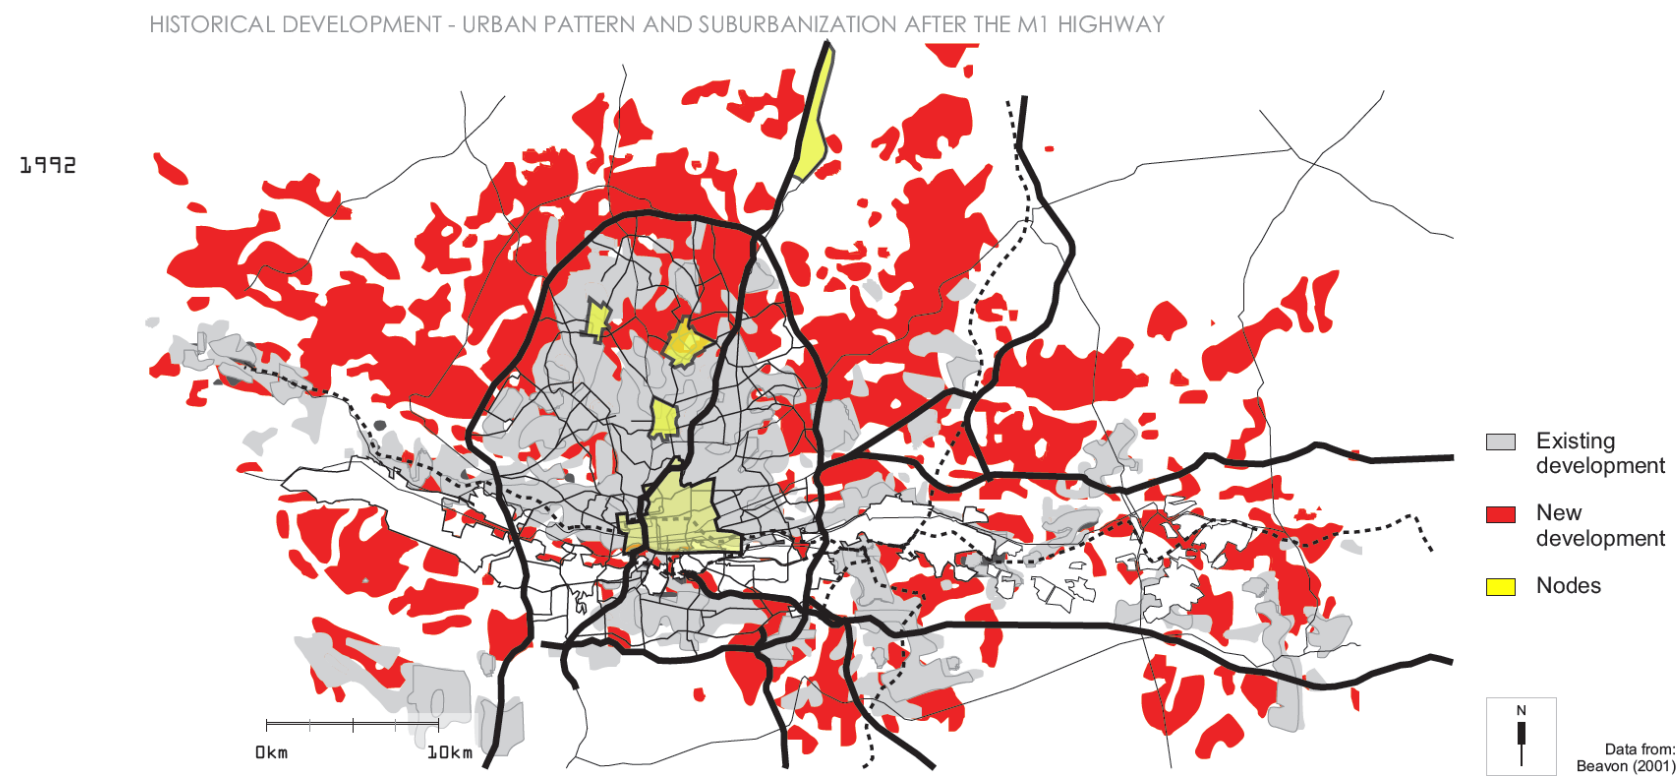 HISTORICAL DEVELOPMENT - URBAN PATTERN AND SUBURBANIZATION AFTER THE M1 HIGHWAY
1992
Existing
development
New
development
Nodes
0km
10km
N
Data from:
Beavon (2001)